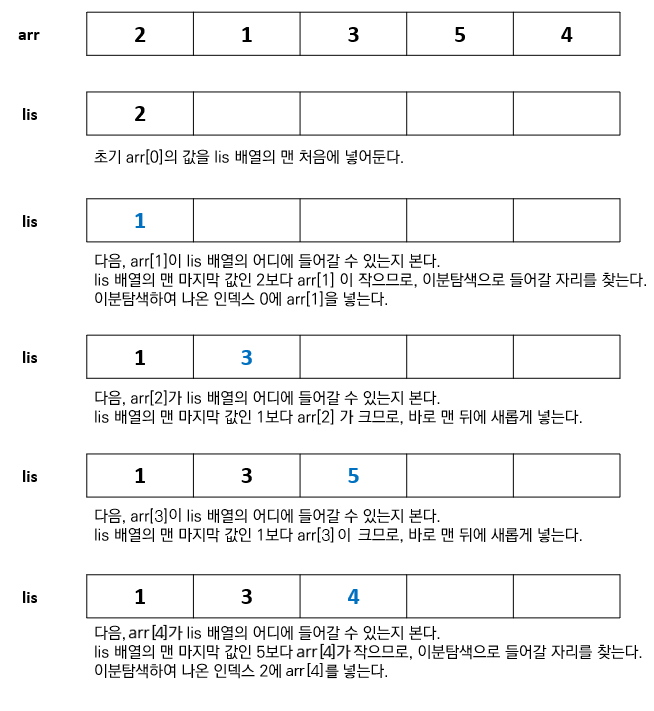 arr 2 1 3 5 4
lis 2
초기 arr[0]의 값을 lis 배열의 맨 처음에 넣어둔다.
lis 1
다음, arr[1]이 lis 배열의 어디에 들어갈 수 있는지 본다.
lis 배열의 맨 마지막 값인 2보다 arr[1] 이 작으므로, 이분탐색으로 들어갈 자리를 찾는다.
이분탐색하여 나온 인덱스 0에 arr[1]을 넣는다.
lis 1 3
다음, arr[2]가 lis 배열의 어디에 들어갈 수 있는지 본다.
lis 배열의 맨 마지막 값인 1보다 arr[2] 가 크므로, 바로 맨 뒤에 새롭게 넣는다.
lis 1 3 5
다음, arr[3]이 lis 배열의 어디에 들어갈 수 있는지 본다.
lis 배열의 맨 마지막 값인 1보다 arr[3] 이 크므로, 바로 맨 뒤에 새롭게 넣는다.
lis 1 3 4
다음, arr[4]가 lis 배열의 어디에 들어갈 수 있는지 본다.
lis 배열의 맨 마지막 값인 5보다 arr[4]가 작으므로, 이분탐색으로 들어갈 자리를 찾는다.
이분탐색하여 나온 인덱스 2에 arr[4]를 넣는다.